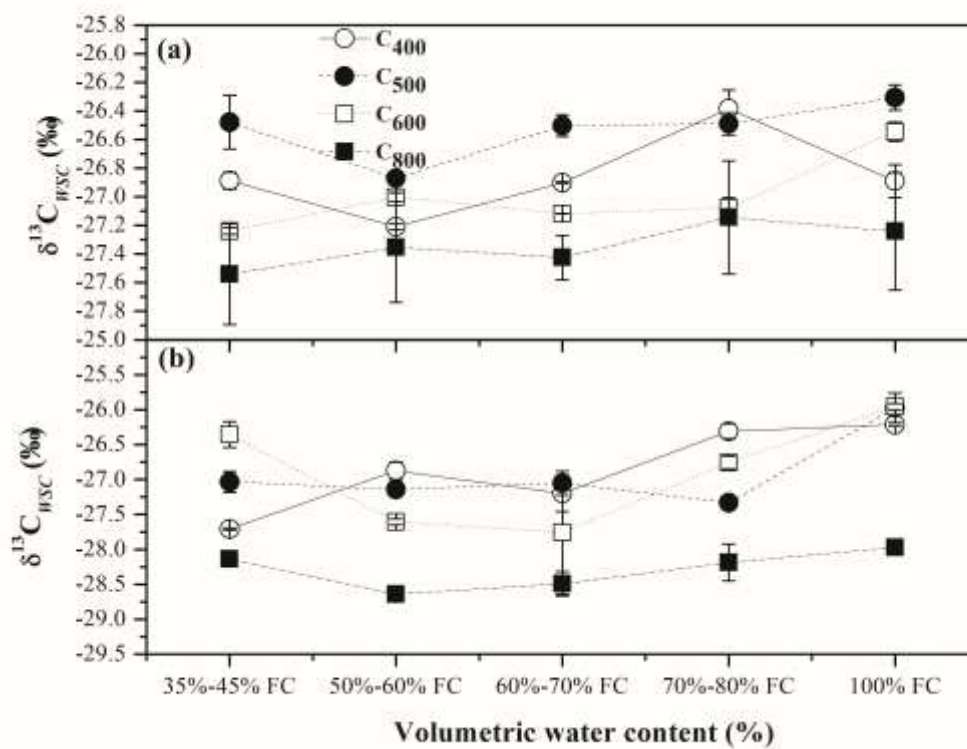 -25.8
(a)
C400
-26.0
-26.2
C500
-26.4
C600
-26.6
C800
-26.8
-27.0
-27.2
-27.4
-27.6
-27.8
-25.0
δ¹³C_WSC (‰)
(b)
-25.5
-26.0
-26.5
-27.0
-27.5
-28.0
-28.5
-29.0
-29.5
δ¹³C_WSC (‰)
35%-45% FC 50%-60% FC 60%-70% FC 70%-80% FC 100% FC
Volumetric water content (%)